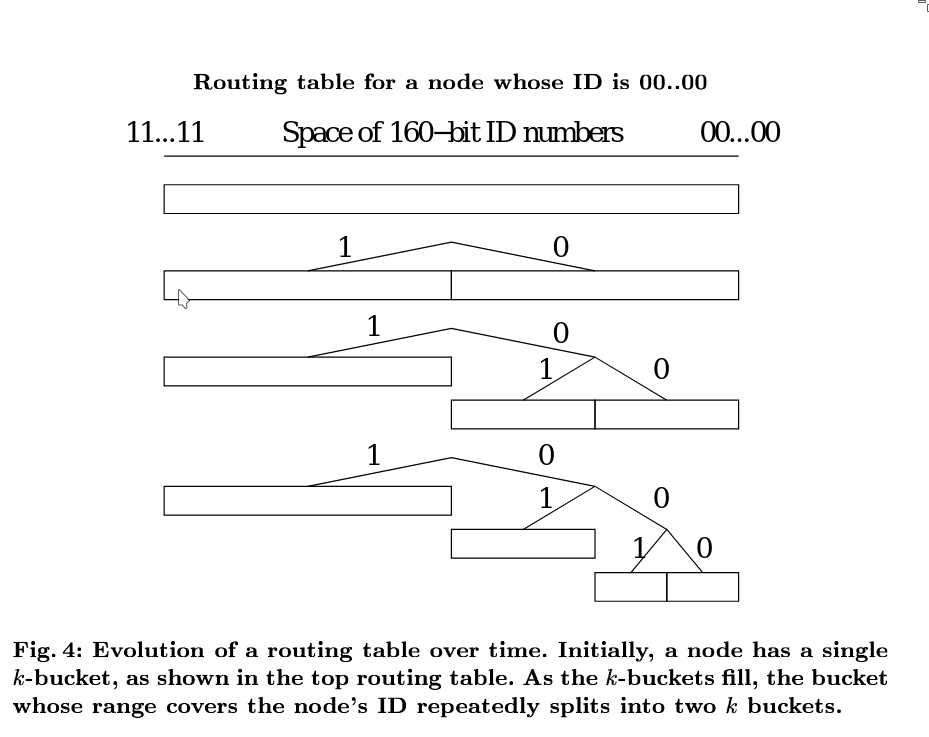 Routing table for a node whose ID is 00..00
11...11 Space of 160−bit ID numbers 00...00
1 0
1 0
1 0
1 0
1 0
1 0
Fig. 4: Evolution of a routing table over time. Initially, a node has a single
k-bucket, as shown in the top routing table. As the k-buckets fill, the bucket
whose range covers the node's ID repeatedly splits into two k buckets.